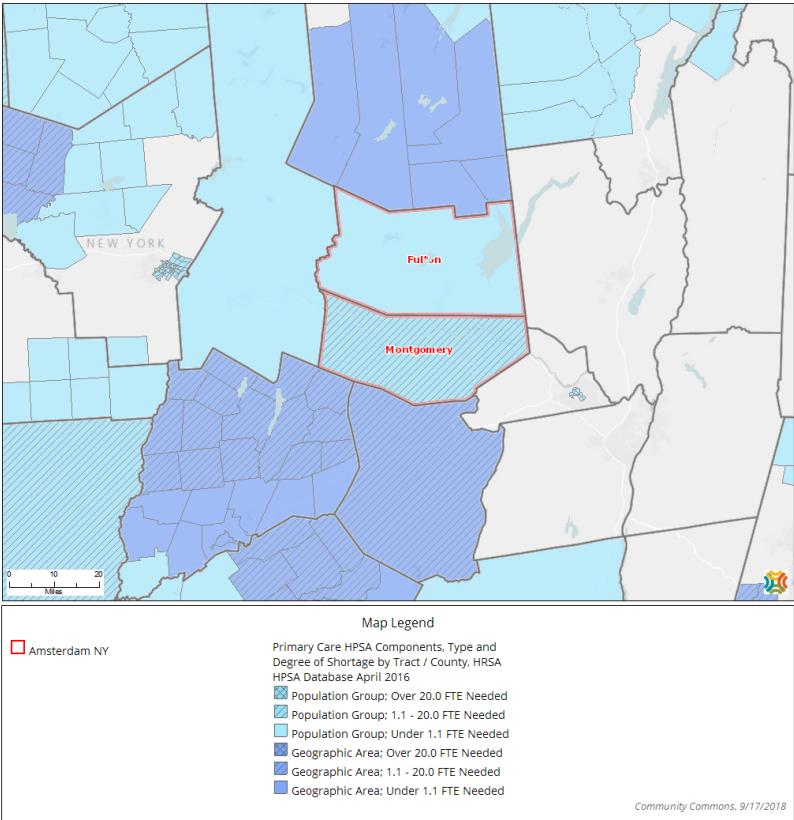 NEW YORK
Fulton
Montgomery
0 10 20
Miles
Map Legend
Amsterdam NY
Primary Care HPSA Components, Type and
Degree of Shortage by Tract / County, HRSA
HPSA Database April 2016
Population Group; Over 20.0 FTE Needed
Population Group; 1.1 - 20.0 FTE Needed
Population Group; Under 1.1 FTE Needed
Geographic Area; Over 20.0 FTE Needed
Geographic Area; 1.1 - 20.0 FTE Needed
Geographic Area; Under 1.1 FTE Needed
Community Commons, 9/17/2018